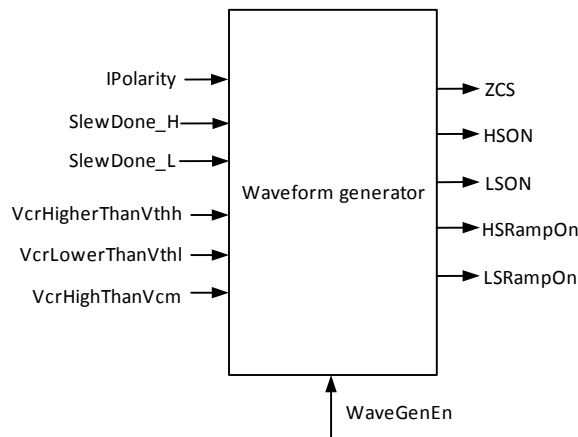 IPolarity
SlewDone_H
SlewDone_L
VcrHigherThanVthh
VcrLowerThanVthl
VcrHighThanVcm
Waveform generator
ZCS
HSON
LSON
HSRampOn
LSRampOn
WaveGenEn